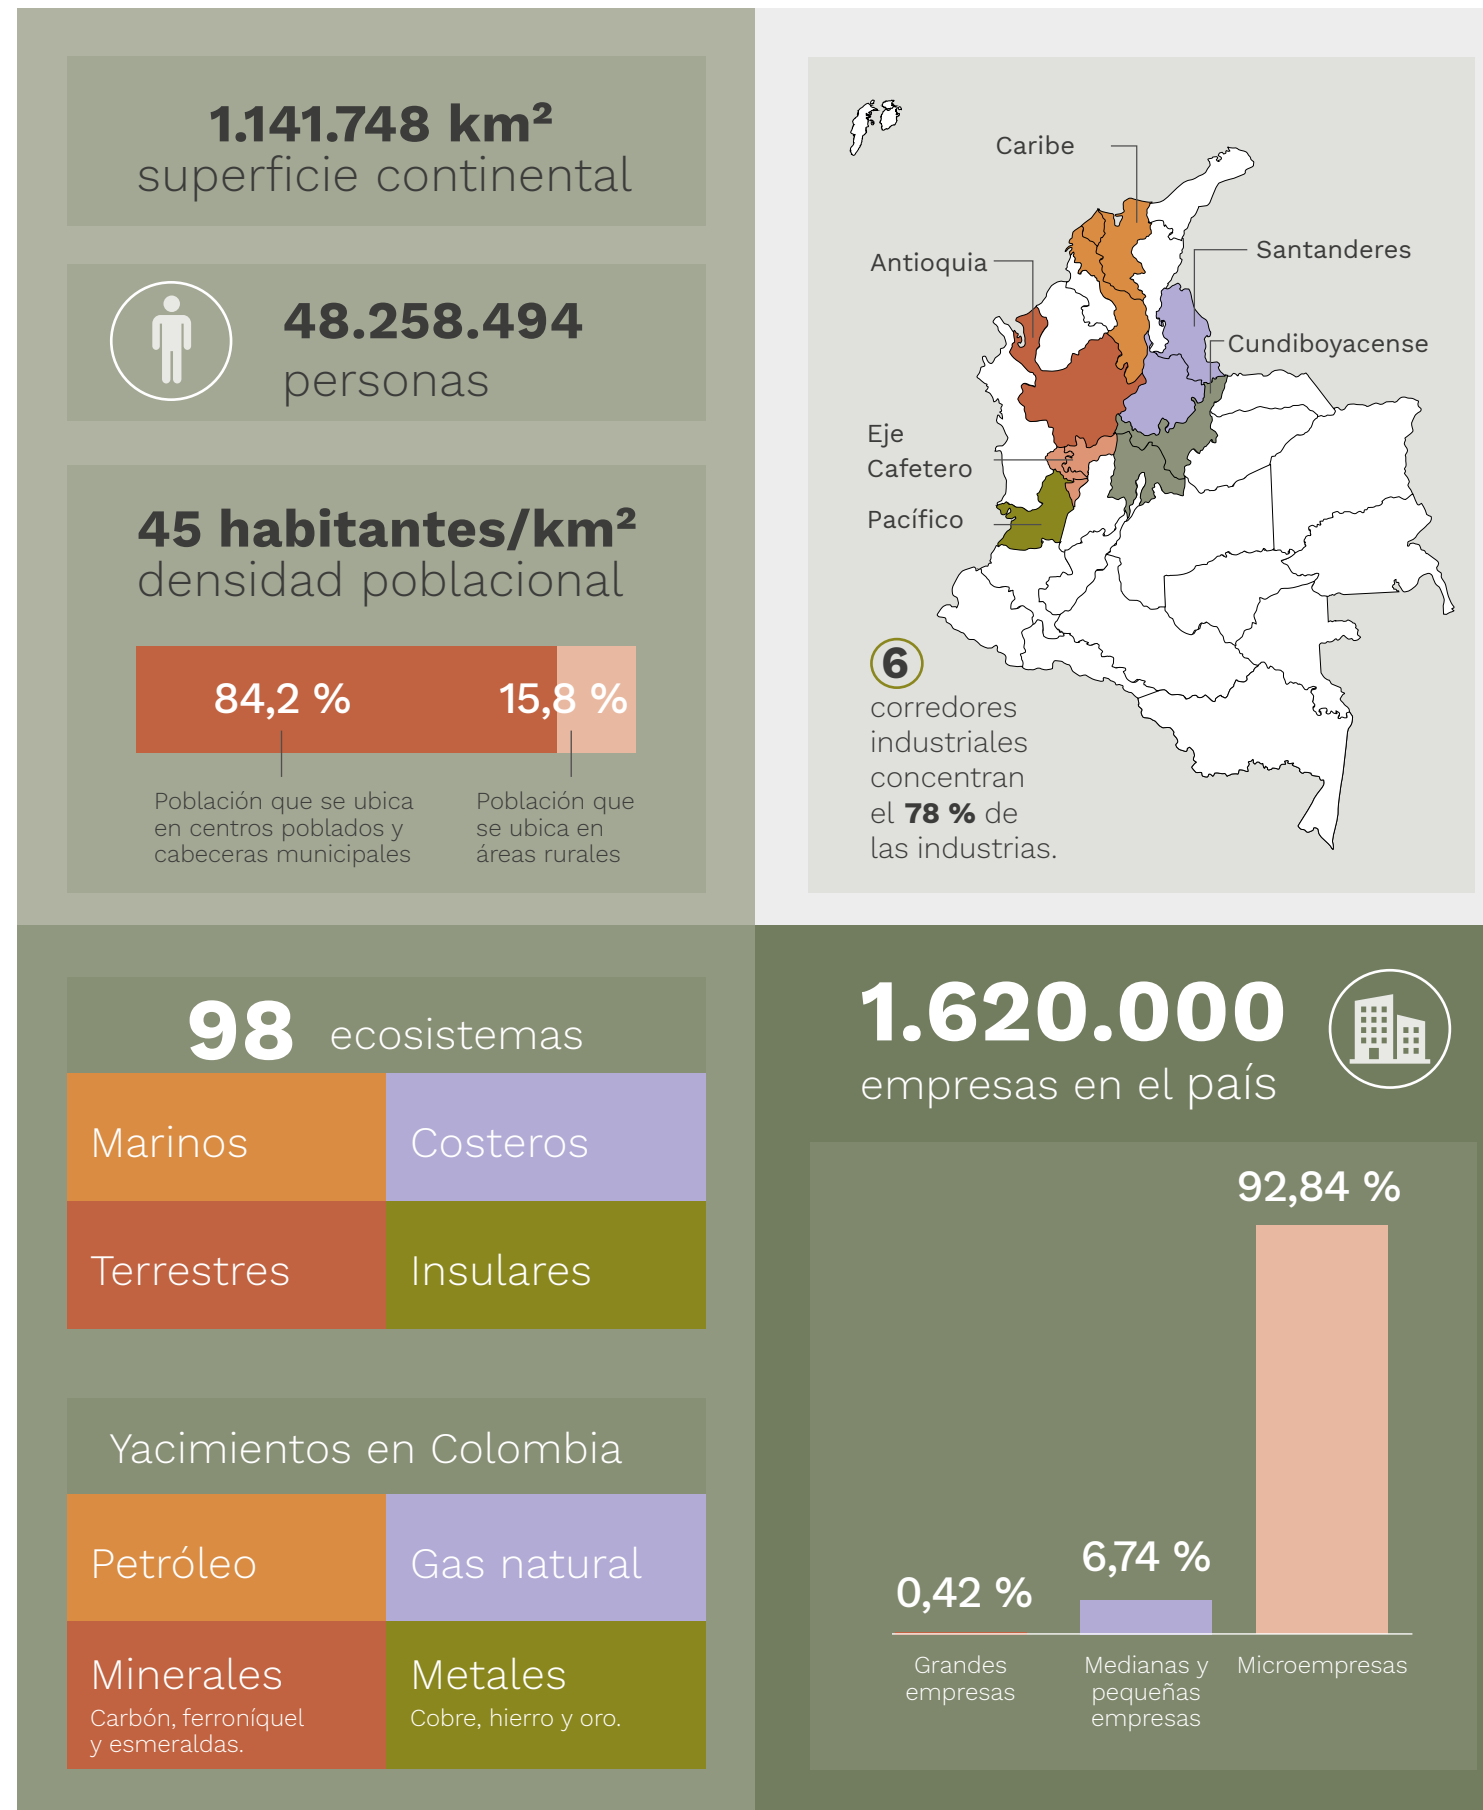 1.141.748 km²
superficie continental
48.258.494
personas
45 habitantes/km²
densidad poblacional
84,2 %
15,8 %
Población que se ubica
en centros poblados y
cabeceras municipales
Población que
se ubica en
áreas rurales
Caribe
Antioquia
Santanderes
Cundiboyacense
Eje
Cafetero
Pacífico
6
corredores
industriales
concentran
el 78 % de
las industrias.
98 ecosistemas
Marinos
Costeros
Terrestres
Insulares
Yacimientos en Colombia
Petróleo
Gas natural
Minerales
Carbón, ferroníquel
y esmeraldas.
Metales
Cobre, hierro y oro.
1.620.000
empresas en el país
92,84 %
6,74 %
0,42 %
Grandes
empresas
Medianas y
pequeñas
empresas
Microempresas